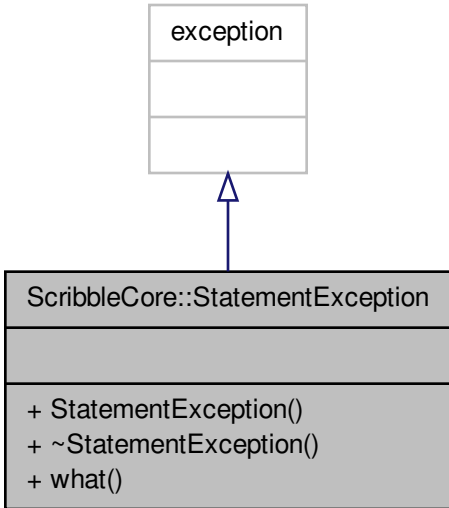 exception
ScribbleCore::StatementException
+ StatementException()
+ ~StatementException()
+ what()